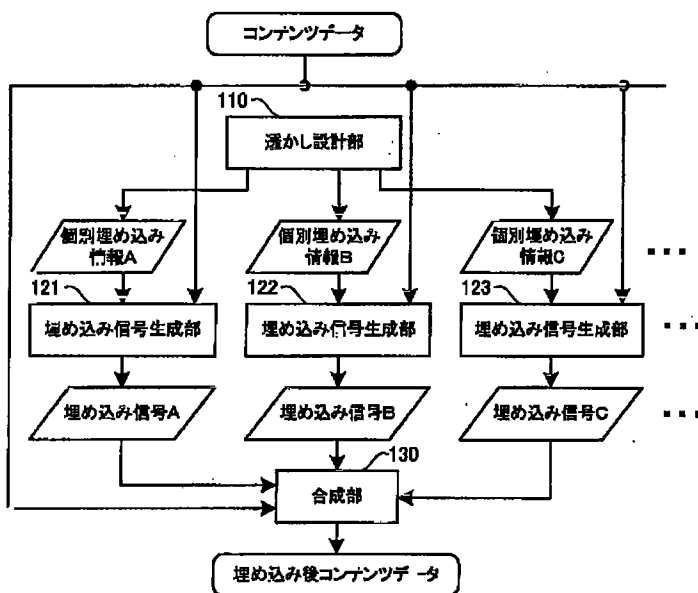 コンテンツデータ
110
透かし設計部
個別埋め込み
情報A
個別埋め込み
情報B
個別埋め込み
情報C
121
122
123
埋め込み信号生成部
埋め込み信号生成部
埋め込み信号生成部
埋め込み信号A
埋め込み信号B
埋め込み信号C
130
合成部
埋め込み後コンテンツデータ